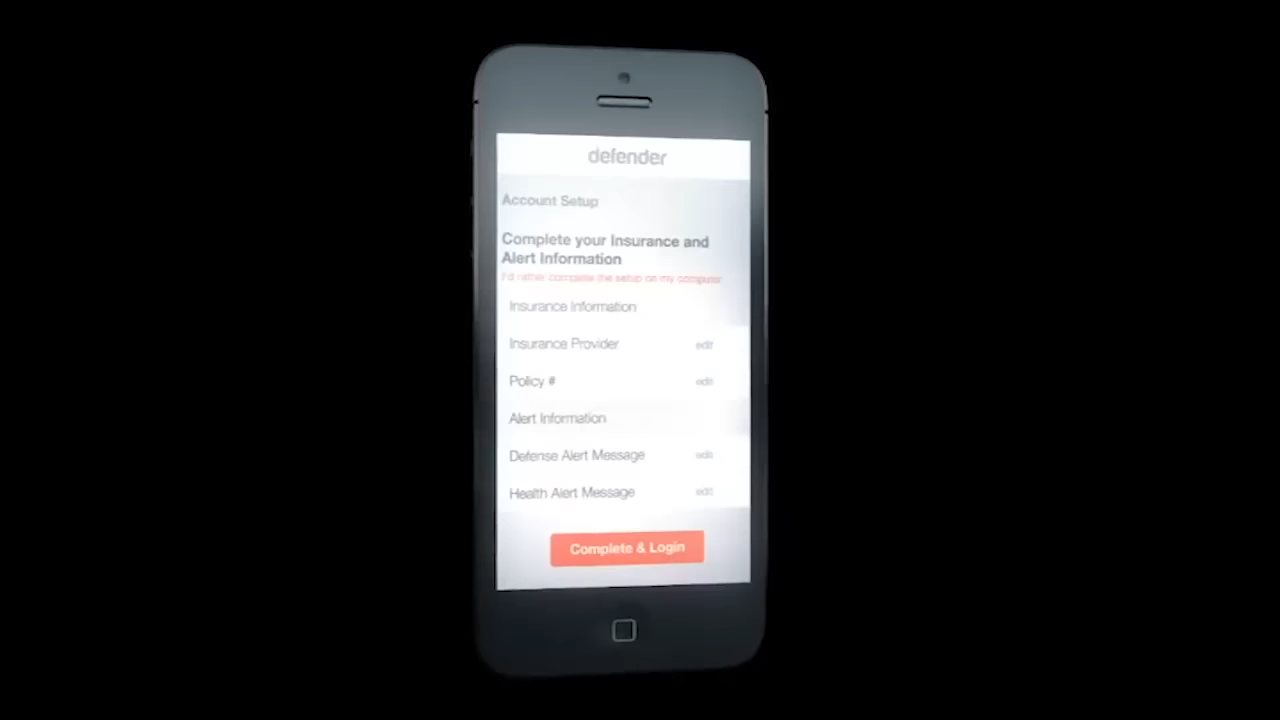 defender
Account Setup
Complete your Insurance and
Alert Information
I'd rather complete the setup on my computer
Insurance Information
Insurance Provider edit
Policy # edit
Alert Information
Defense Alert Message edit
Health Alert Message edit
Complete & Login